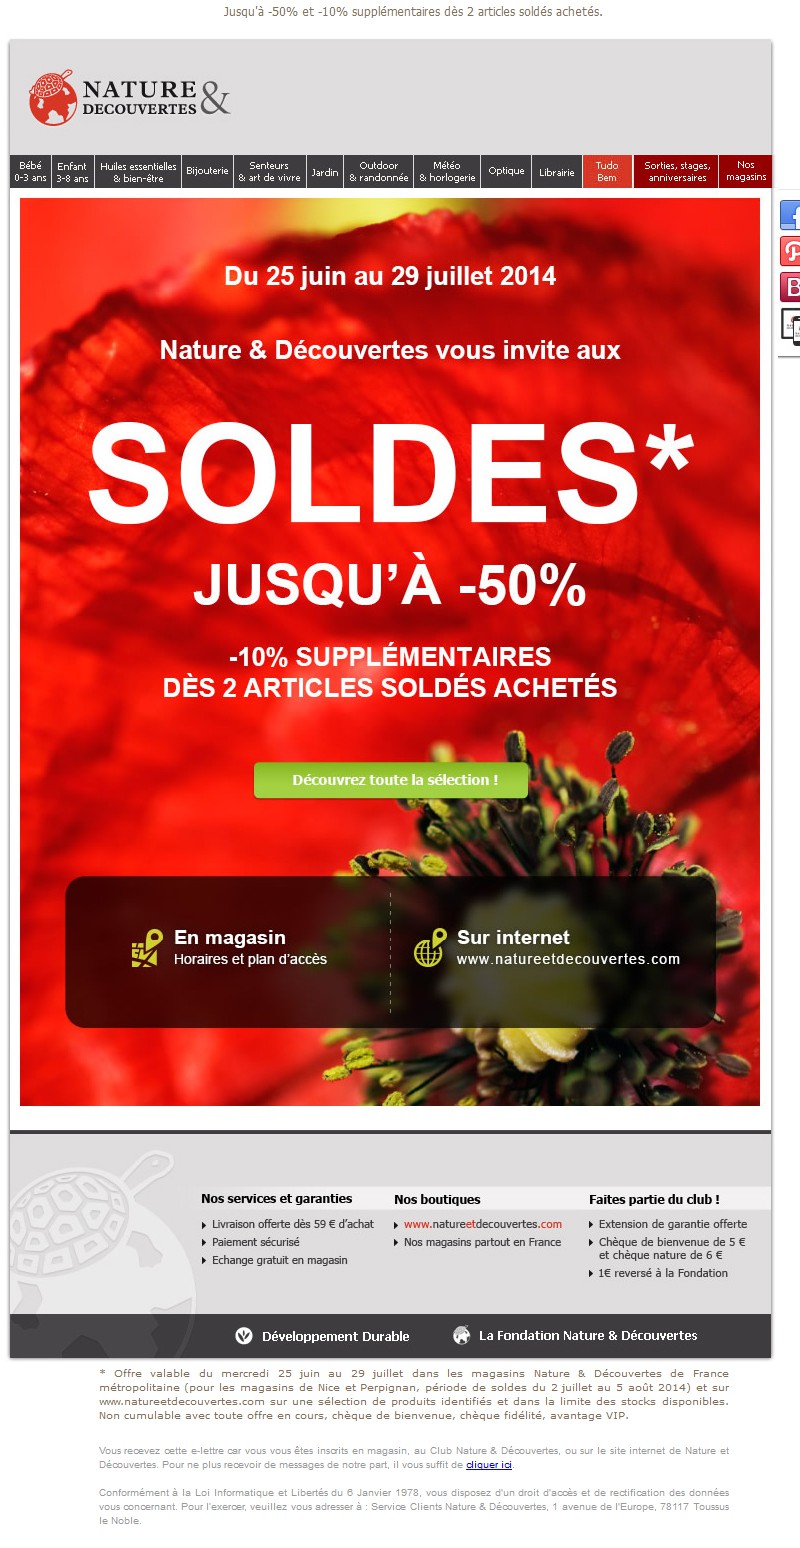 Jusqu'à -50% et -10% supplémentaires dès 2 articles soldés achetés.
NATURE &
DECOUVERTES
Bébé
0-3 ans
Enfant
3-8 ans
Huiles essentielles
& bien-être
Bijouterie
Senteurs
& art de vivre
Jardin
Outdoor
& randonnée
Météo
& horlogerie
Optique
Librairie
Tudo
Bem
Sorties, stages,
anniversaires
Nos
magasins
Du 25 juin au 29 juillet 2014
Nature & Découvertes vous invite aux
SOLDES*
JUSQU’À -50%
-10% SUPPLÉMENTAIRES
DÈS 2 ARTICLES SOLDÉS ACHETÉS
Découvrez toute la sélection !
En magasin
Horaires et plan d’accès
Sur internet
www.natureetdecouvertes.com
Nos services et garanties
Livraison offerte dès 59 € d’achat
Paiement sécurisé
Echange gratuit en magasin
Nos boutiques
www.natureetdecouvertes.com
Nos magasins partout en France
Faites partie du club !
Extension de garantie offerte
Chèque de bienvenue de 5 €
et chèque nature de 6 €
1€ reversé à la Fondation
Développement Durable
La Fondation Nature & Découvertes
* Offre valable du mercredi 25 juin au 29 juillet dans les magasins Nature & Découvertes de France
métropolitaine (pour les magasins de Nice et Perpignan, période de soldes du 2 juillet au 5 août 2014) et sur
www.natureetdecouvertes.com sur une sélection de produits identifiés et dans la limite des stocks disponibles.
Non cumulable avec toute offre en cours, chèque de bienvenue, chèque fidélité, avantage VIP.
Vous recevez cette e-lettre car vous vous êtes inscrits en magasin, au Club Nature & Découvertes, ou sur le site internet de Nature et
Découvertes. Pour ne plus recevoir de messages de notre part, il vous suffit de cliquer ici.
Conformément à la Loi Informatique et Libertés du 6 Janvier 1978, vous disposez d'un droit d'accès et de rectification des données
vous concernant. Pour l'exercer, veuillez vous adresser à : Service Clients Nature & Découvertes, 1 avenue de l'Europe, 78117 Toussus
le Noble.